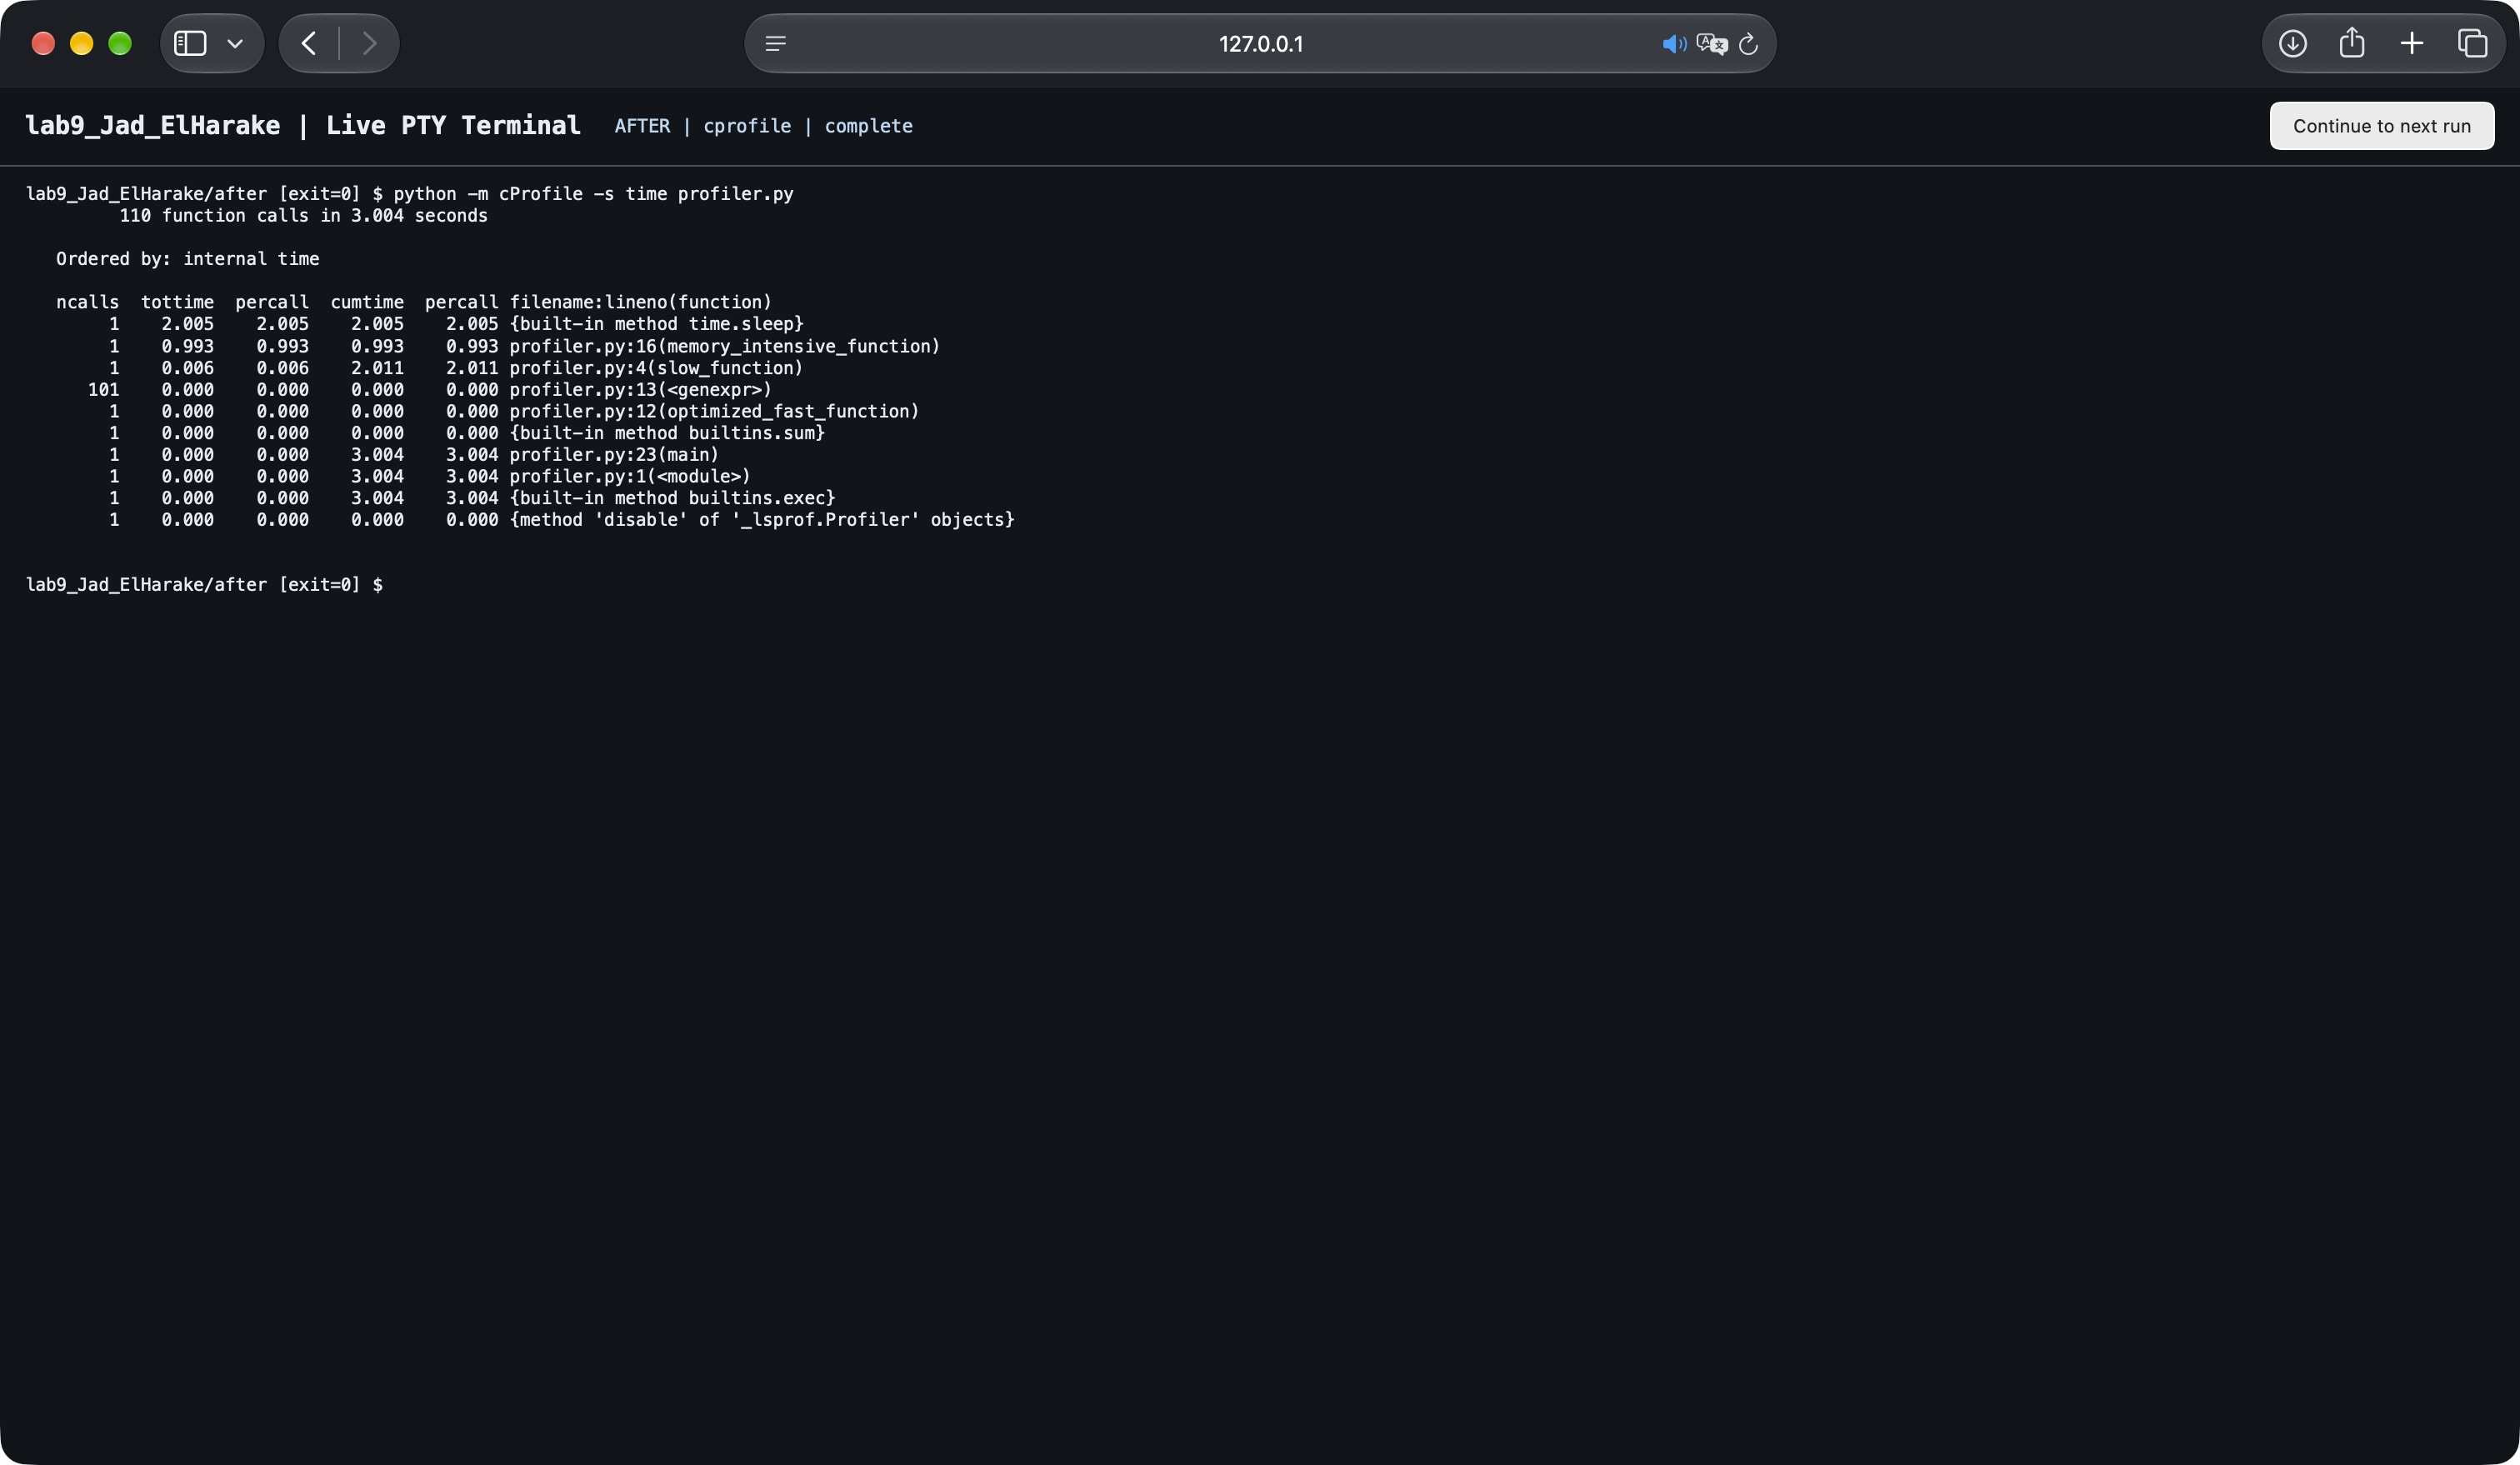 127.0.0.1
lab9_Jad_ElHarake | Live PTY Terminal AFTER | cprofile | complete Continue to next run
lab9_Jad_ElHarake/after [exit=0] $ python -m cProfile -s time profiler.py
         110 function calls in 3.004 seconds
   Ordered by: internal time
   ncalls  tottime  percall  cumtime  percall filename:lineno(function)
        1    2.005    2.005    2.005    2.005 {built-in method time.sleep}
        1    0.993    0.993    0.993    0.993 profiler.py:16(memory_intensive_function)
        1    0.006    0.006    2.011    2.011 profiler.py:4(slow_function)
      101    0.000    0.000    0.000    0.000 profiler.py:13(<genexpr>)
        1    0.000    0.000    0.000    0.000 profiler.py:12(optimized_fast_function)
        1    0.000    0.000    0.000    0.000 {built-in method builtins.sum}
        1    0.000    0.000    3.004    3.004 profiler.py:23(main)
        1    0.000    0.000    3.004    3.004 profiler.py:1(<module>)
        1    0.000    0.000    3.004    3.004 {built-in method builtins.exec}
        1    0.000    0.000    0.000    0.000 {method 'disable' of '_lsprof.Profiler' objects}
lab9_Jad_ElHarake/after [exit=0] $